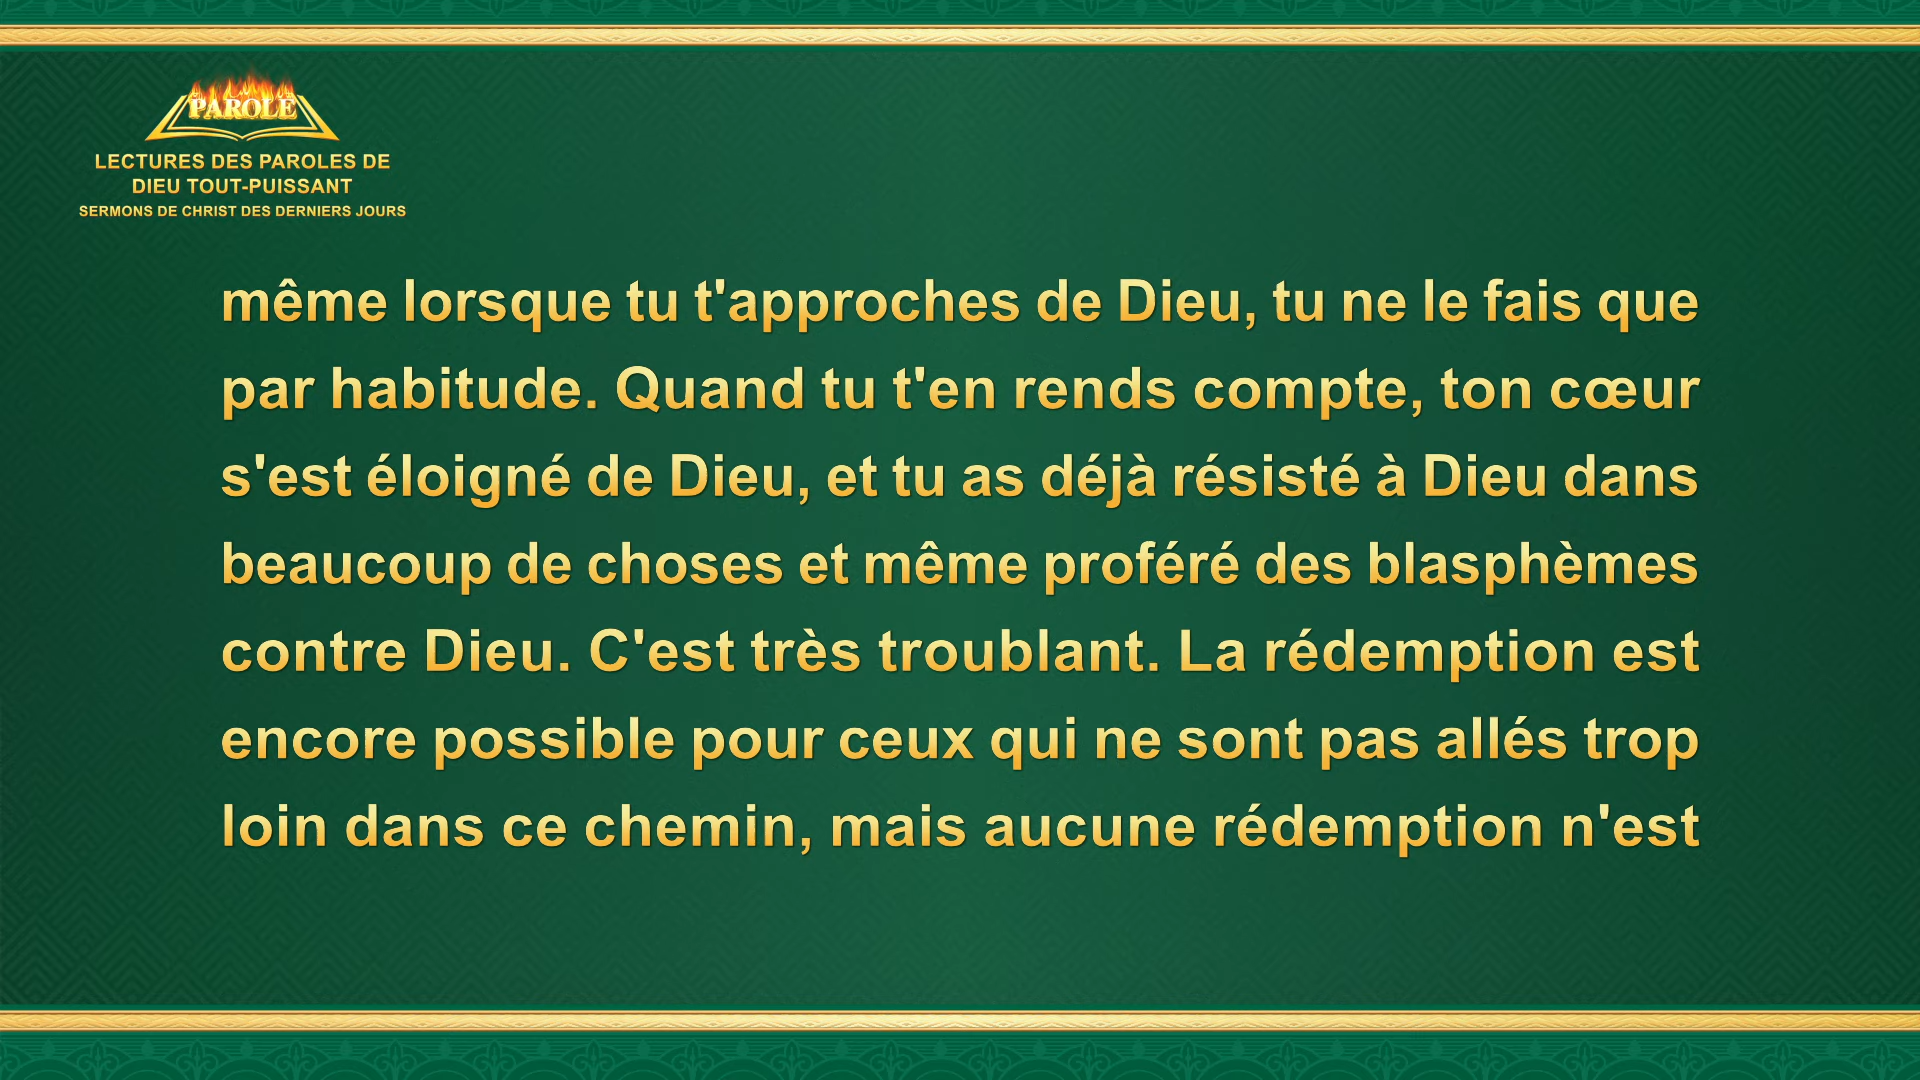 PAROLE
LECTURES DES PAROLES DE
DIEU TOUT-PUISSANT
SERMONS DE CHRIST DES DERNIERS JOURS
même lorsque tu t'approches de Dieu, tu ne le fais que
par habitude. Quand tu t'en rends compte, ton cœur
s'est éloigné de Dieu, et tu as déjà résisté à Dieu dans
beaucoup de choses et même proféré des blasphèmes
contre Dieu. C'est très troublant. La rédemption est
encore possible pour ceux qui ne sont pas allés trop
loin dans ce chemin, mais aucune rédemption n'est